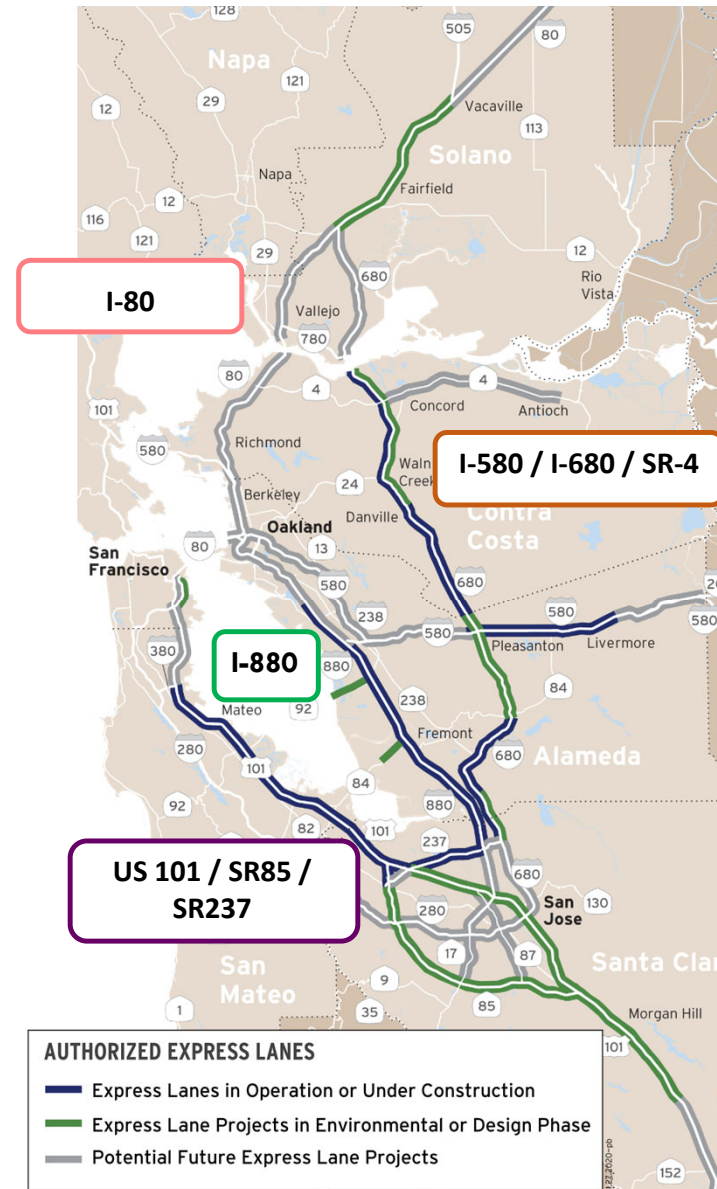 128
505
80
Napa
121
Vacaville
29
12
113
Solano
Napa
Fairfield
12
116
121
29
12
680
I-80
Rio
Vista
Vallejo
780
80
4
4
101
Concord
Antioch
Richmond
580
I-580 / I-680 / SR-4
Creek
24
Berkeley
Danville
Contra
Costa
Oakland
80
13
San
Francisco
680
580
580
238
580
580
Pleasanton
Livermore
380
I-880
880
84
Mateo
92
238
Fremont
280
680
Alameda
101
84
880
92
82
101
237
US 101 / SR85 /
SR237
680
280
San
Jose
130
17
87
San
Mateo
9
Santa Clar
1
35
85
Morgan Hill
101
AUTHORIZED EXPRESS LANES
Express Lanes in Operation or Under Construction
Express Lane Projects in Environmental or Design Phase
Potential Future Express Lane Projects
152